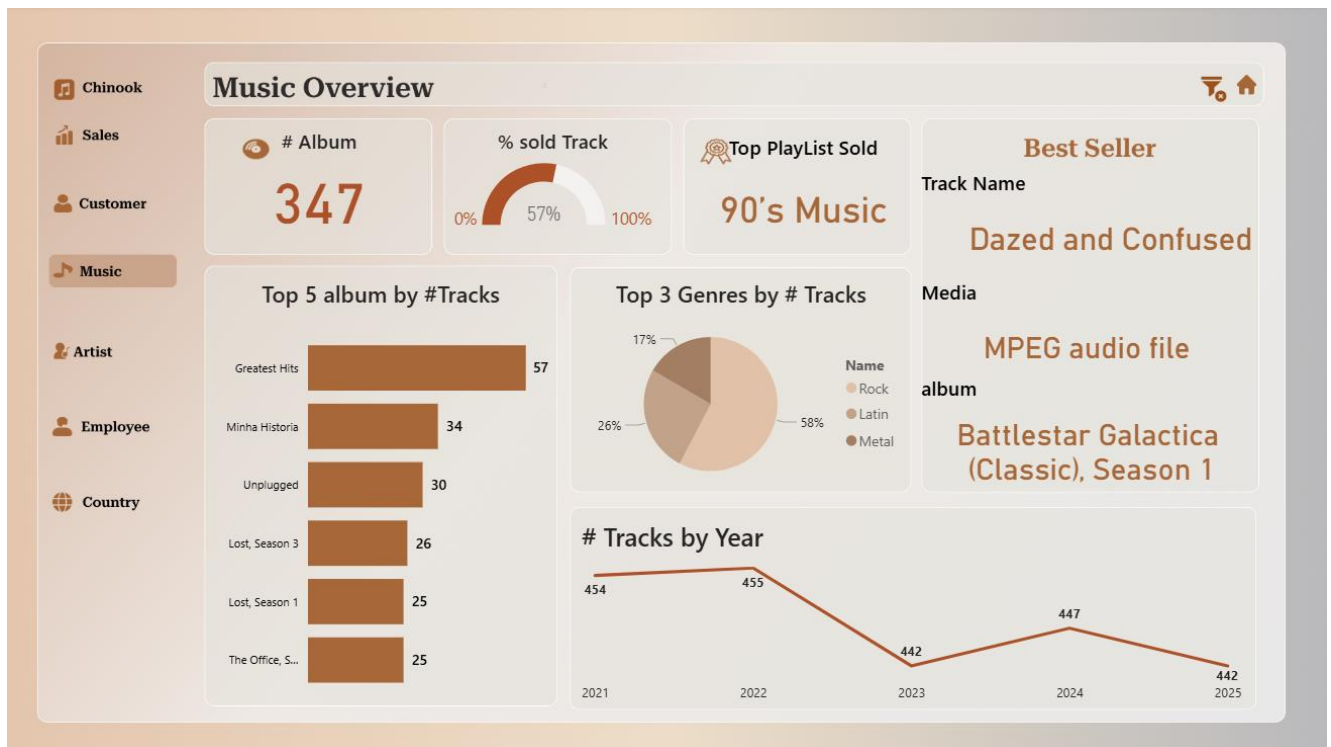 Chinook
Sales
Customer
Music
Artist
Employee
Country
Music Overview
# Album
347
% sold Track
0%
57%
100%
Top PlayList Sold
90’s Music
Best Seller
Track Name
Dazed and Confused
Media
MPEG audio file
album
Battlestar Galactica
(Classic), Season 1
Top 5 album by #Tracks
Greatest Hits 57
Minha Historia 34
Unplugged 30
Lost, Season 3 26
Lost, Season 1 25
The Office, S... 25
Top 3 Genres by # Tracks
17%
26%
58%
Name
Rock
Latin
Metal
# Tracks by Year
454
455
442
447
442
2021 2022 2023 2024 2025